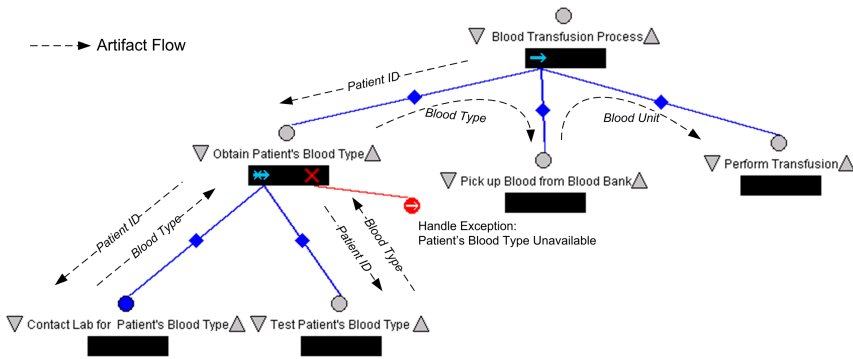 Artifact Flow
Blood Transfusion Process
Patient ID
Blood Type
Blood Unit
Obtain Patient's Blood Type
Pick up Blood from Blood Bank
Perform Transfusion
Patient ID
Blood Type
Patient ID
Blood Type
Handle Exception:
Patient's Blood Type Unavailable
Contact Lab for Patient's Blood Type
Test Patient's Blood Type